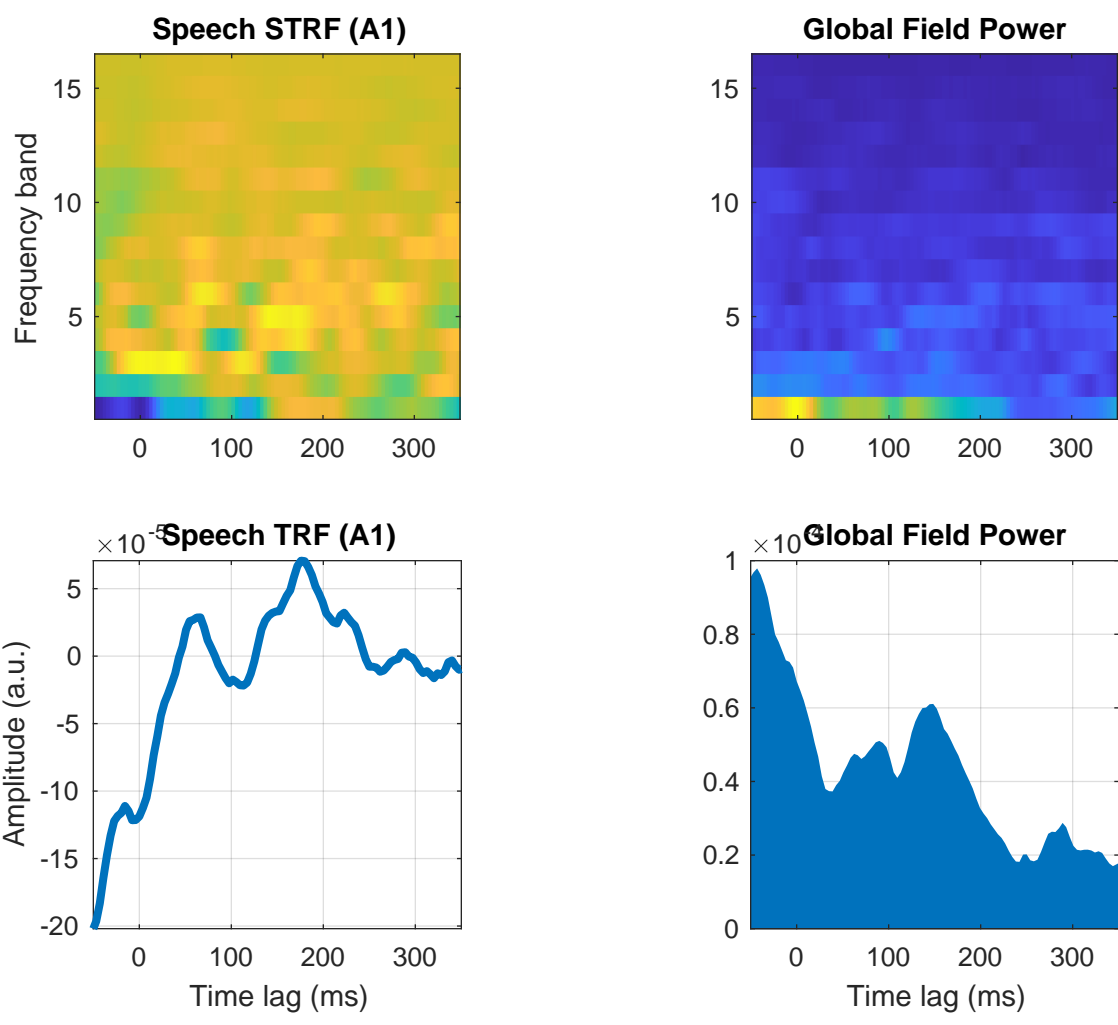 Speech STRF (A1)
Frequency band
15
10
5
0 100 200 300
Global Field Power
15
10
5
0 100 200 300
×10-5
Speech TRF (A1)
Amplitude (a.u.)
5
0
-5
-10
-15
-20
0 100 200 300
Time lag (ms)
×10-4
Global Field Power
1
0.8
0.6
0.4
0.2
0
0 100 200 300
Time lag (ms)